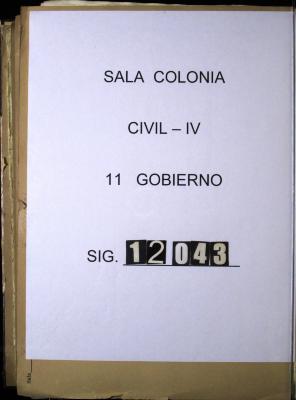 SALA COLONIA
CIVIL – IV
11 GOBIERNO
SIG. 12043